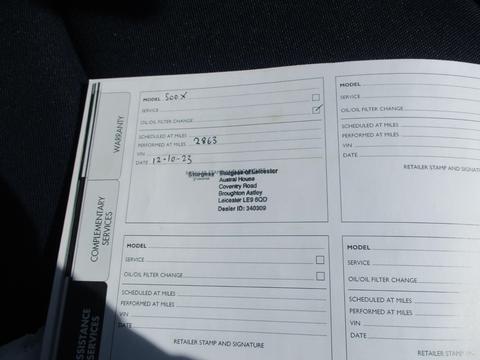 WARRANTY
COMPLEMENTARY
SERVICES
ASSISTANCE
SERVICES
MODEL 500X
SERVICE
OIL/OIL FILTER CHANGE
SCHEDULED AT MILES
PERFORMED AT MILES 2863
VIN
DATE 12-10-23
Sturgess of Leicester
Austral House
Coventry Road
Broughton Astley
Leicester LE9 6QD
Dealer ID: 340309
MODEL
SERVICE
OIL/OIL FILTER CHANGE
SCHEDULED AT MILES
PERFORMED AT MILES
VIN
DATE
RETAILER STAMP AND SIGNATURE
MODEL
SERVICE
OIL/OIL FILTER CHANGE
SCHEDULED AT MILES
PERFORMED AT MILES
VIN
DATE
RETAILER STAMP AND SIGNATURE
MODEL
SERVICE
OIL/OIL FILTER CHANGE
SCHEDULED AT MILES
PERFORMED AT MILES
VIN
DATE
RETAILER STAMP